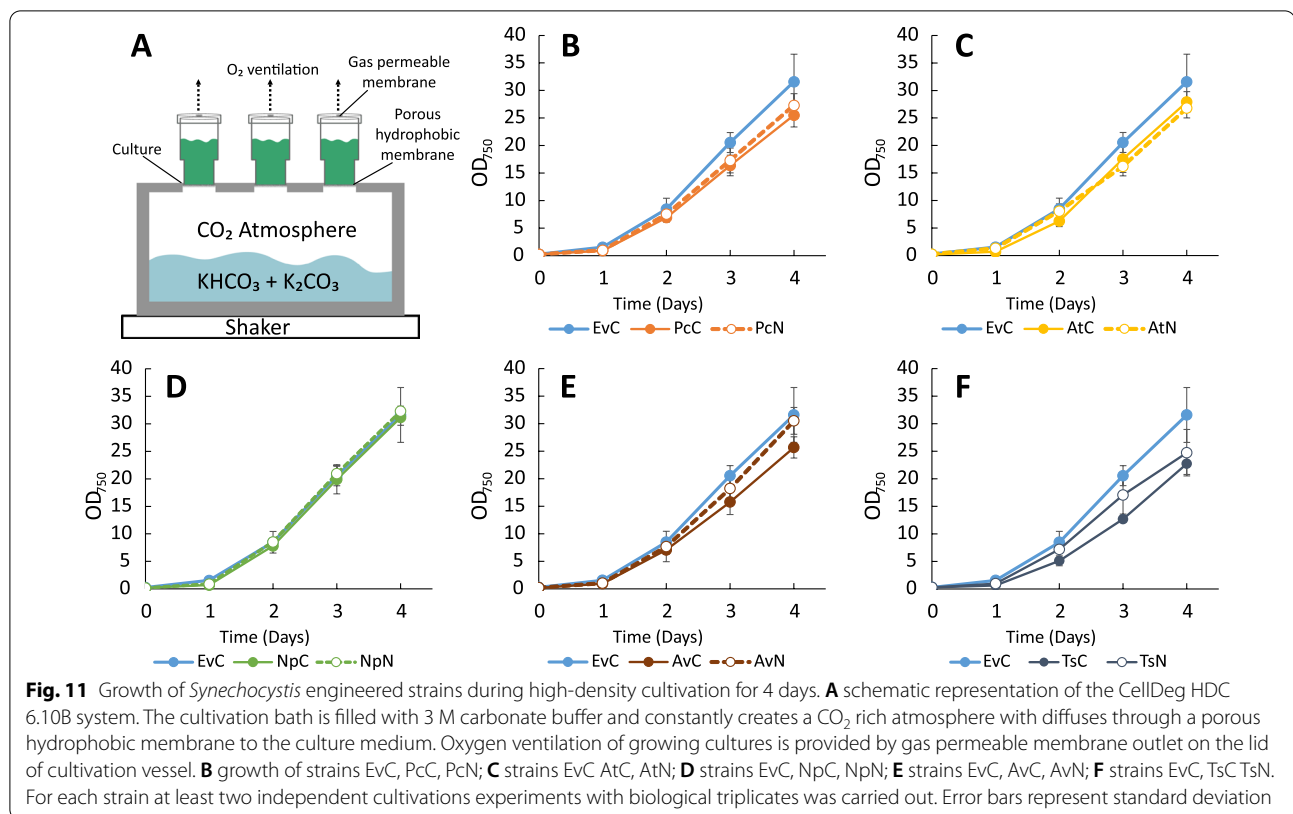 A
O₂ ventilation
Gas permeable
membrane
Porous
hydrophobic
membrane
Culture
CO₂ Atmosphere
KHCO₃ + K₂CO₃
Shaker
B
OD₇₅₀
40
35
30
25
20
15
10
5
0
0 1 2 3 4
Time (Days)
EvC PcC PcN
C
OD₇₅₀
40
35
30
25
20
15
10
5
0
0 1 2 3 4
Time (Days)
EvC AtC AtN
D
OD₇₅₀
40
35
30
25
20
15
10
5
0
0 1 2 3 4
Time (Days)
EvC NpC NpN
E
OD₇₅₀
40
35
30
25
20
15
10
5
0
0 1 2 3 4
Time (Days)
EvC AvC AvN
F
OD₇₅₀
40
35
30
25
20
15
10
5
0
0 1 2 3 4
Time (Days)
EvC TsC TsN
Fig. 11 Growth of Synechocystis engineered strains during high-density cultivation for 4 days. A schematic representation of the CellDeg HDC
6.10B system. The cultivation bath is filled with 3 M carbonate buffer and constantly creates a CO₂ rich atmosphere with diffuses through a porous
hydrophobic membrane to the culture medium. Oxygen ventilation of growing cultures is provided by gas permeable membrane outlet on the lid
of cultivation vessel. B growth of strains EvC, PcC, PcN; C strains EvC AtC, AtN; D strains EvC, NpC, NpN; E strains EvC, AvC, AvN; F strains EvC, TsC TsN.
For each strain at least two independent cultivations experiments with biological triplicates was carried out. Error bars represent standard deviation